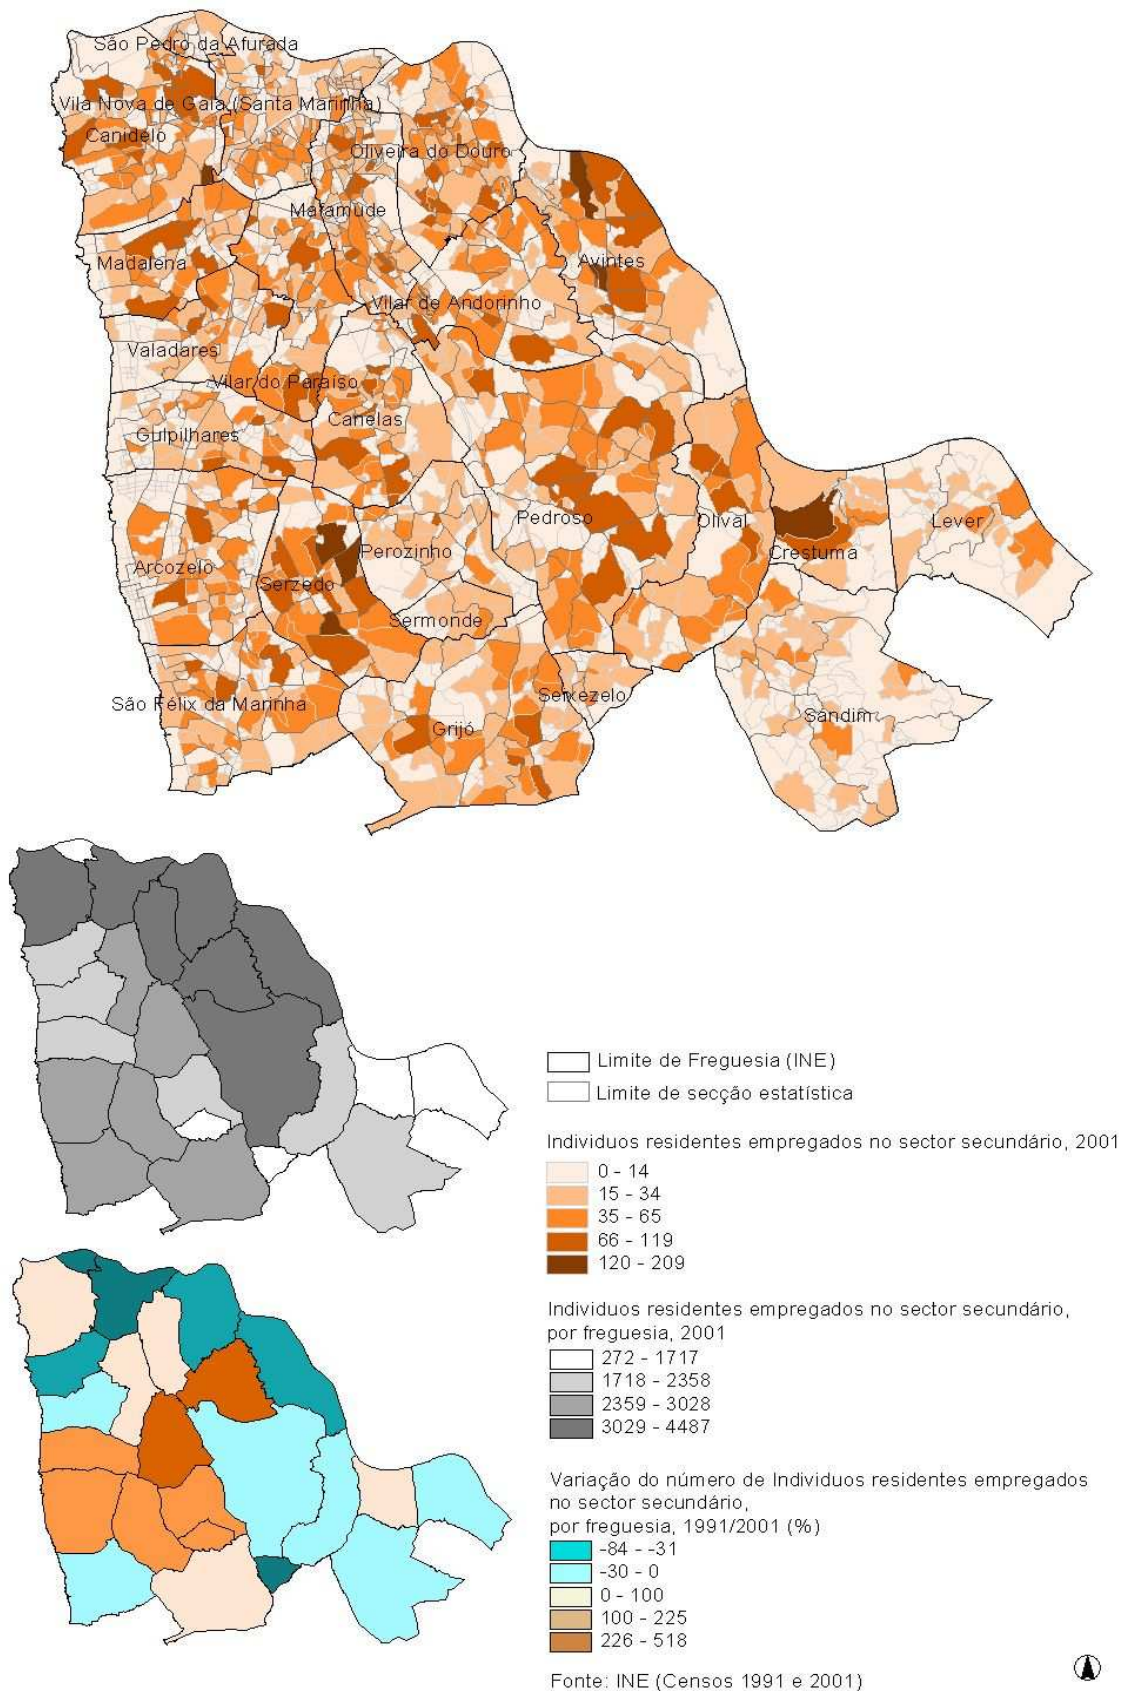 São Pedro da Afurada
Vila Nova de Gaia (Santa Marinha)
Canidelo
Oliveira do Douro
Mafamude
Madalena
Avintes
Vilar de Andorinho
Valadares
Vilar do Paraíso
Canelas
Gulpilhares
Pedroso
Olival
Lever
Crestuma
Perozinho
Arcozelo
Serzedo
Sermonde
Seixezelo
São Félix da Marinha
Grijó
Sandim
Limite de Freguesia (INE)
Limite de secção estatística
Individuos residentes empregados no sector secundário, 2001
0 - 14
15 - 34
35 - 65
66 - 119
120 - 209
Individuos residentes empregados no sector secundário,
por freguesia, 2001
272 - 1717
1718 - 2358
2359 - 3028
3029 - 4487
Variação do número de Individuos residentes empregados
no sector secundário,
por freguesia, 1991/2001 (%)
-84 - -31
-30 - 0
0 - 100
100 - 225
226 - 518
Fonte: INE (Censos 1991 e 2001)